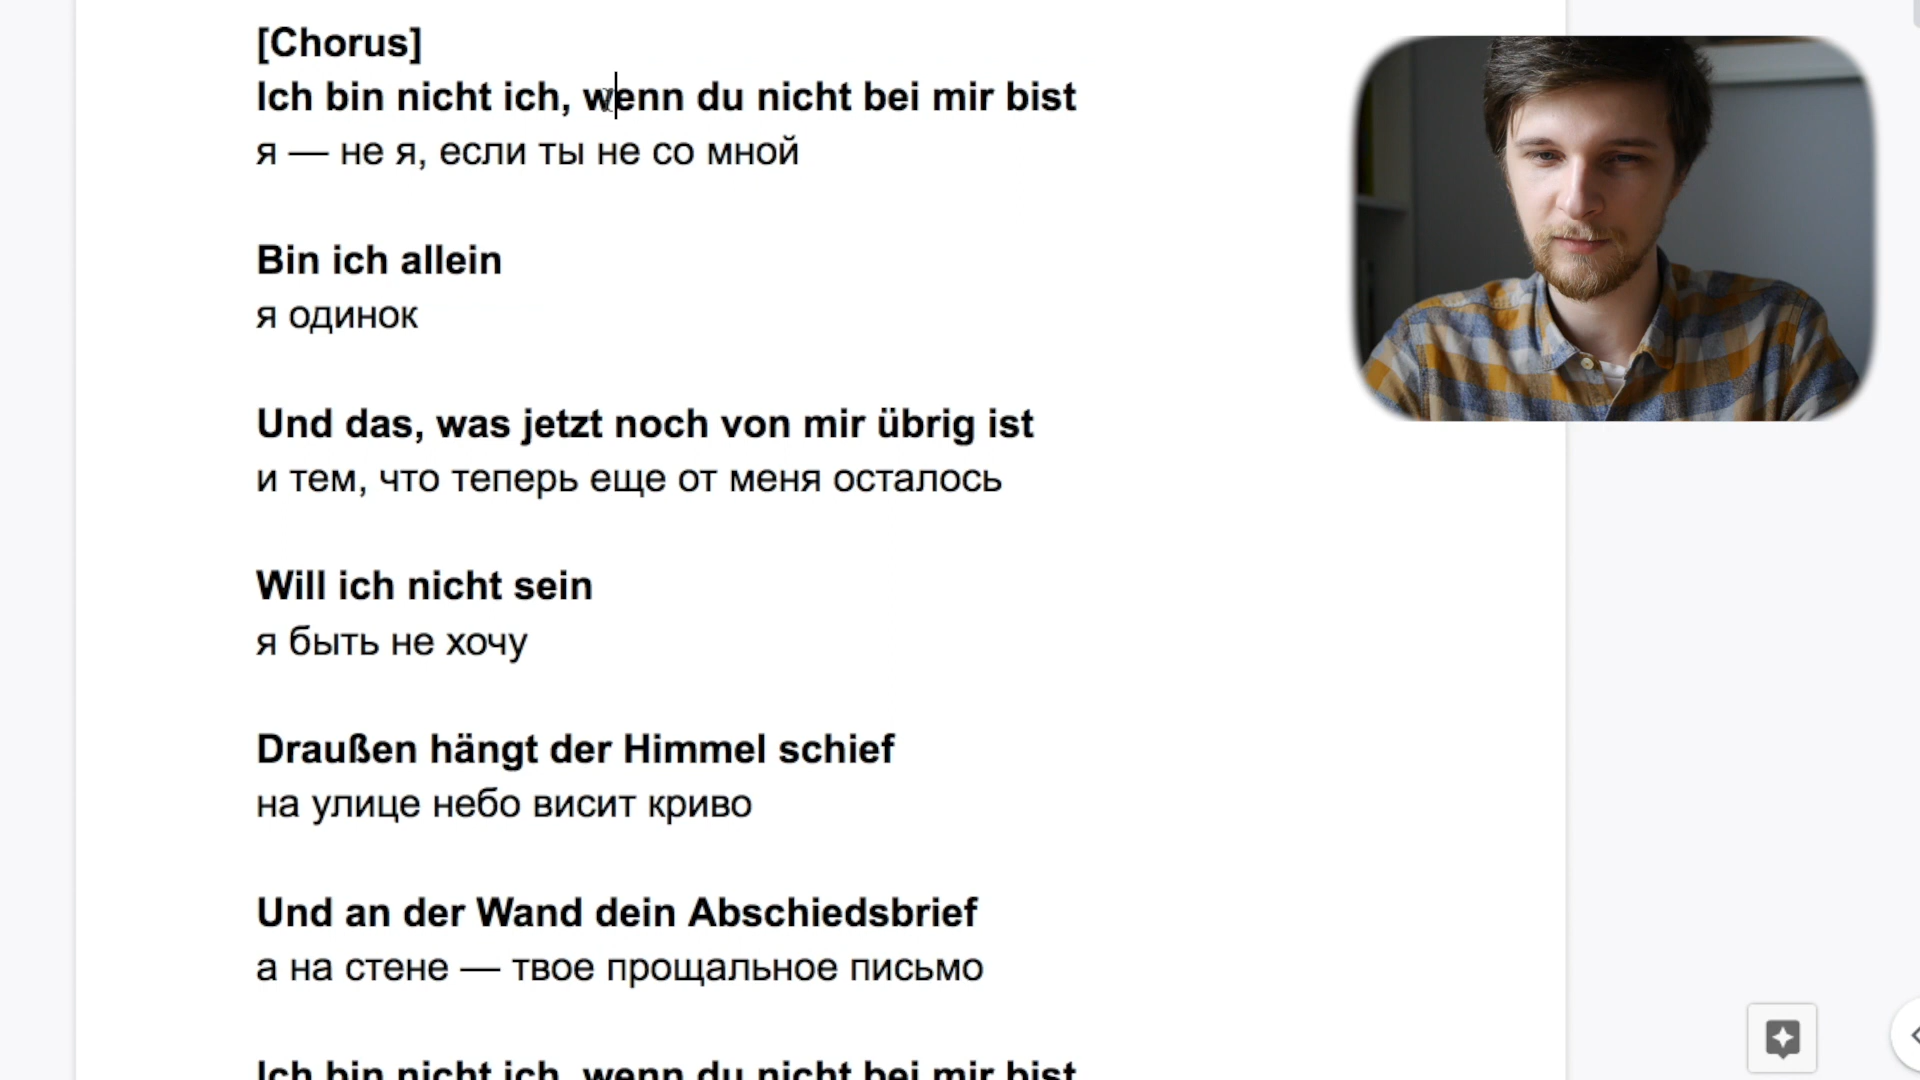 [Chorus]
Ich bin nicht ich, wenn du nicht bei mir bist
я — не я, если ты не со мной
Bin ich allein
я одинок
Und das, was jetzt noch von mir übrig ist
и тем, что теперь еще от меня осталось
Will ich nicht sein
я быть не хочу
Draußen hängt der Himmel schief
на улице небо висит криво
Und an der Wand dein Abschiedsbrief
а на стене — твое прощальное письмо
Ich bin nicht ich, wenn du nicht bei mir bist